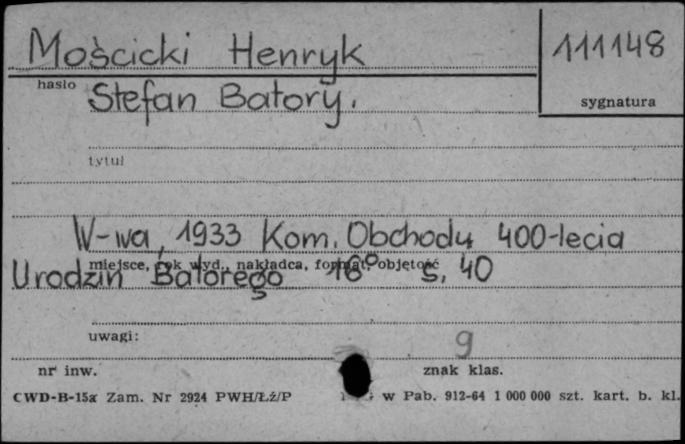 Mościcki Henryk 111148
hasło sygnatura
Stefan Batory.
tytuł
W-wa, 1933 Kom. Obchodu 400-lecia
miejsce, rok wyd., nakładca, format, objętość
Urodzin Batorego 16° s. 40
uwagi: 9
nr inw. znak klas.
CWD-B-15a Zam. Nr 2924 PWH/Łż/P w Pab. 912-64 1 000 000 szt. kart. b. kl.